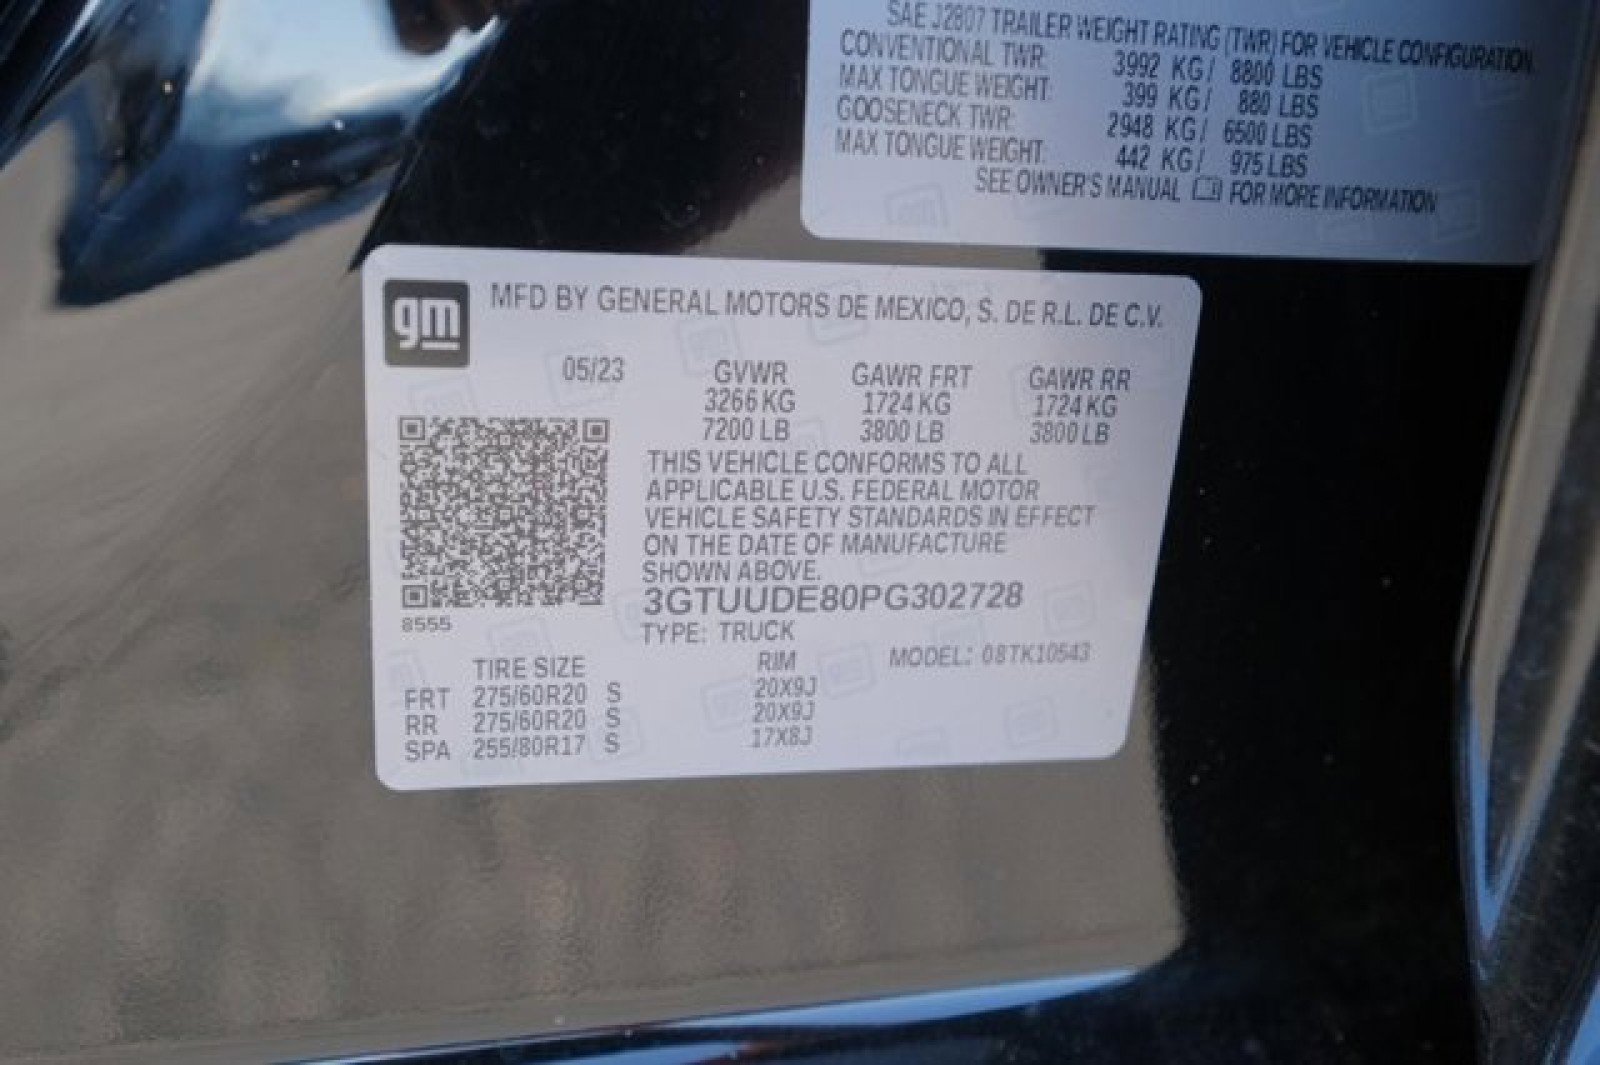 SAE J2807 TRAILER WEIGHT RATING (TWR) FOR VEHICLE CONFIGURATION.
CONVENTIONAL TWR: 3992 KG/ 8800 LBS
MAX TONGUE WEIGHT: 399 KG/ 880 LBS
GOOSENECK TWR: 2948 KG/ 6500 LBS
MAX TONGUE WEIGHT: 442 KG/ 975 LBS
SEE OWNER'S MANUAL FOR MORE INFORMATION
gm
MFD BY GENERAL MOTORS DE MEXICO, S. DE R.L. DE C.V.
05/23 GVWR GAWR FRT GAWR RR
3266 KG 1724 KG 1724 KG
7200 LB 3800 LB 3800 LB
THIS VEHICLE CONFORMS TO ALL
APPLICABLE U.S. FEDERAL MOTOR
VEHICLE SAFETY STANDARDS IN EFFECT
ON THE DATE OF MANUFACTURE
SHOWN ABOVE.
3GTUUDE80PG302728
8555
TYPE: TRUCK
TIRE SIZE RIM MODEL: 08TK10543
FRT 275/60R20 S 20X9J
RR 275/60R20 S 20X9J
SPA 255/80R17 S 17X8J